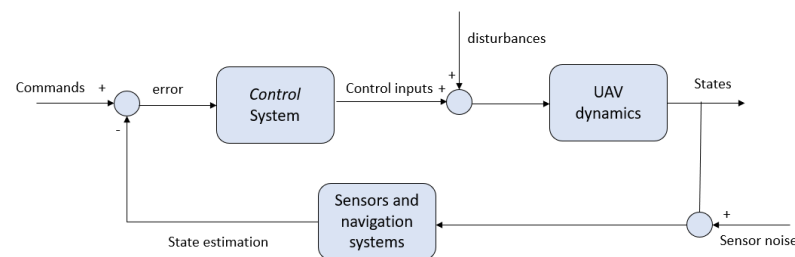 disturbances
Commands
+
error
Control
System
Control inputs
+
+
UAV
dynamics
States
-
Sensors and
navigation
systems
State estimation
+
Sensor noise